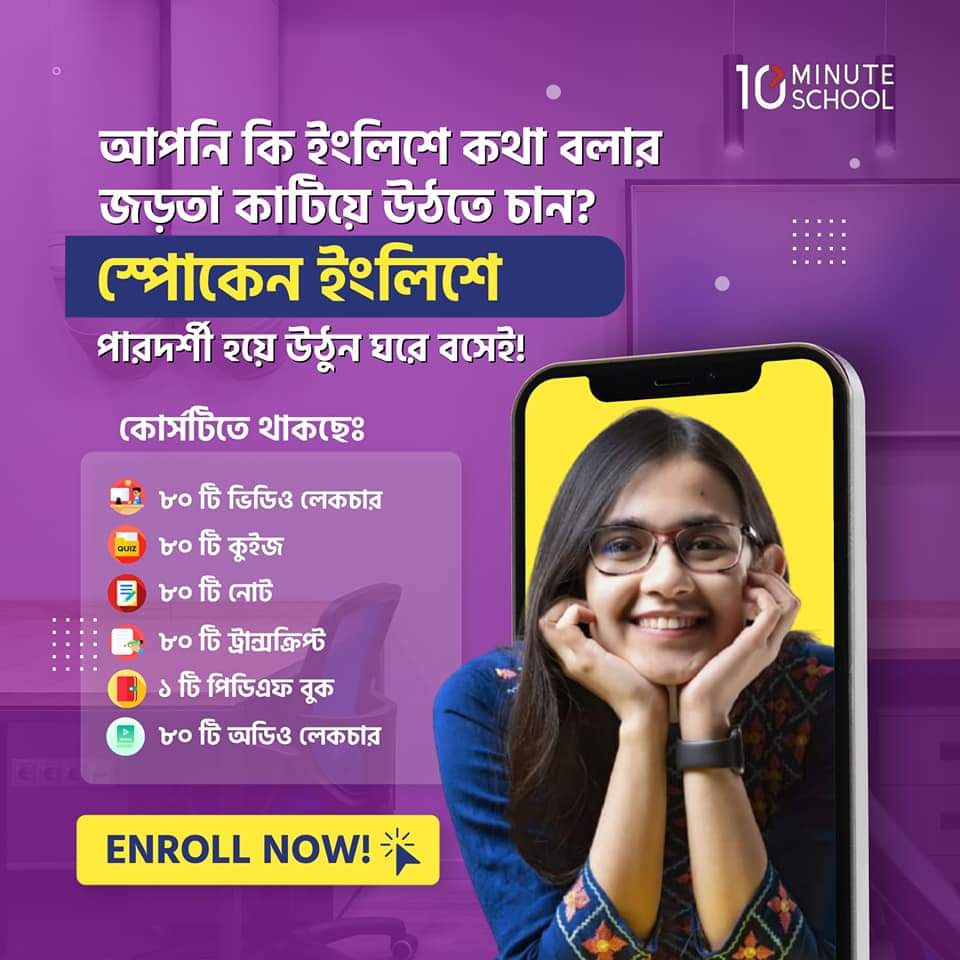 10 MINUTE
SCHOOL
আপনি কি ইংলিশে কথা বলার
জড়তা কাটিয়ে উঠতে চান?
স্পোকেন ইংলিশে
পারদর্শী হয়ে উঠুন ঘরে বসেই!
কোর্সটিতে থাকছেঃ
৮০ টি ভিডিও লেকচার
QUIZ
৮০ টি কুইজ
৮০ টি নোট
৮০ টি ট্রান্সক্রিপ্ট
১ টি পিডিএফ বুক
৮০ টি অডিও লেকচার
ENROLL NOW!